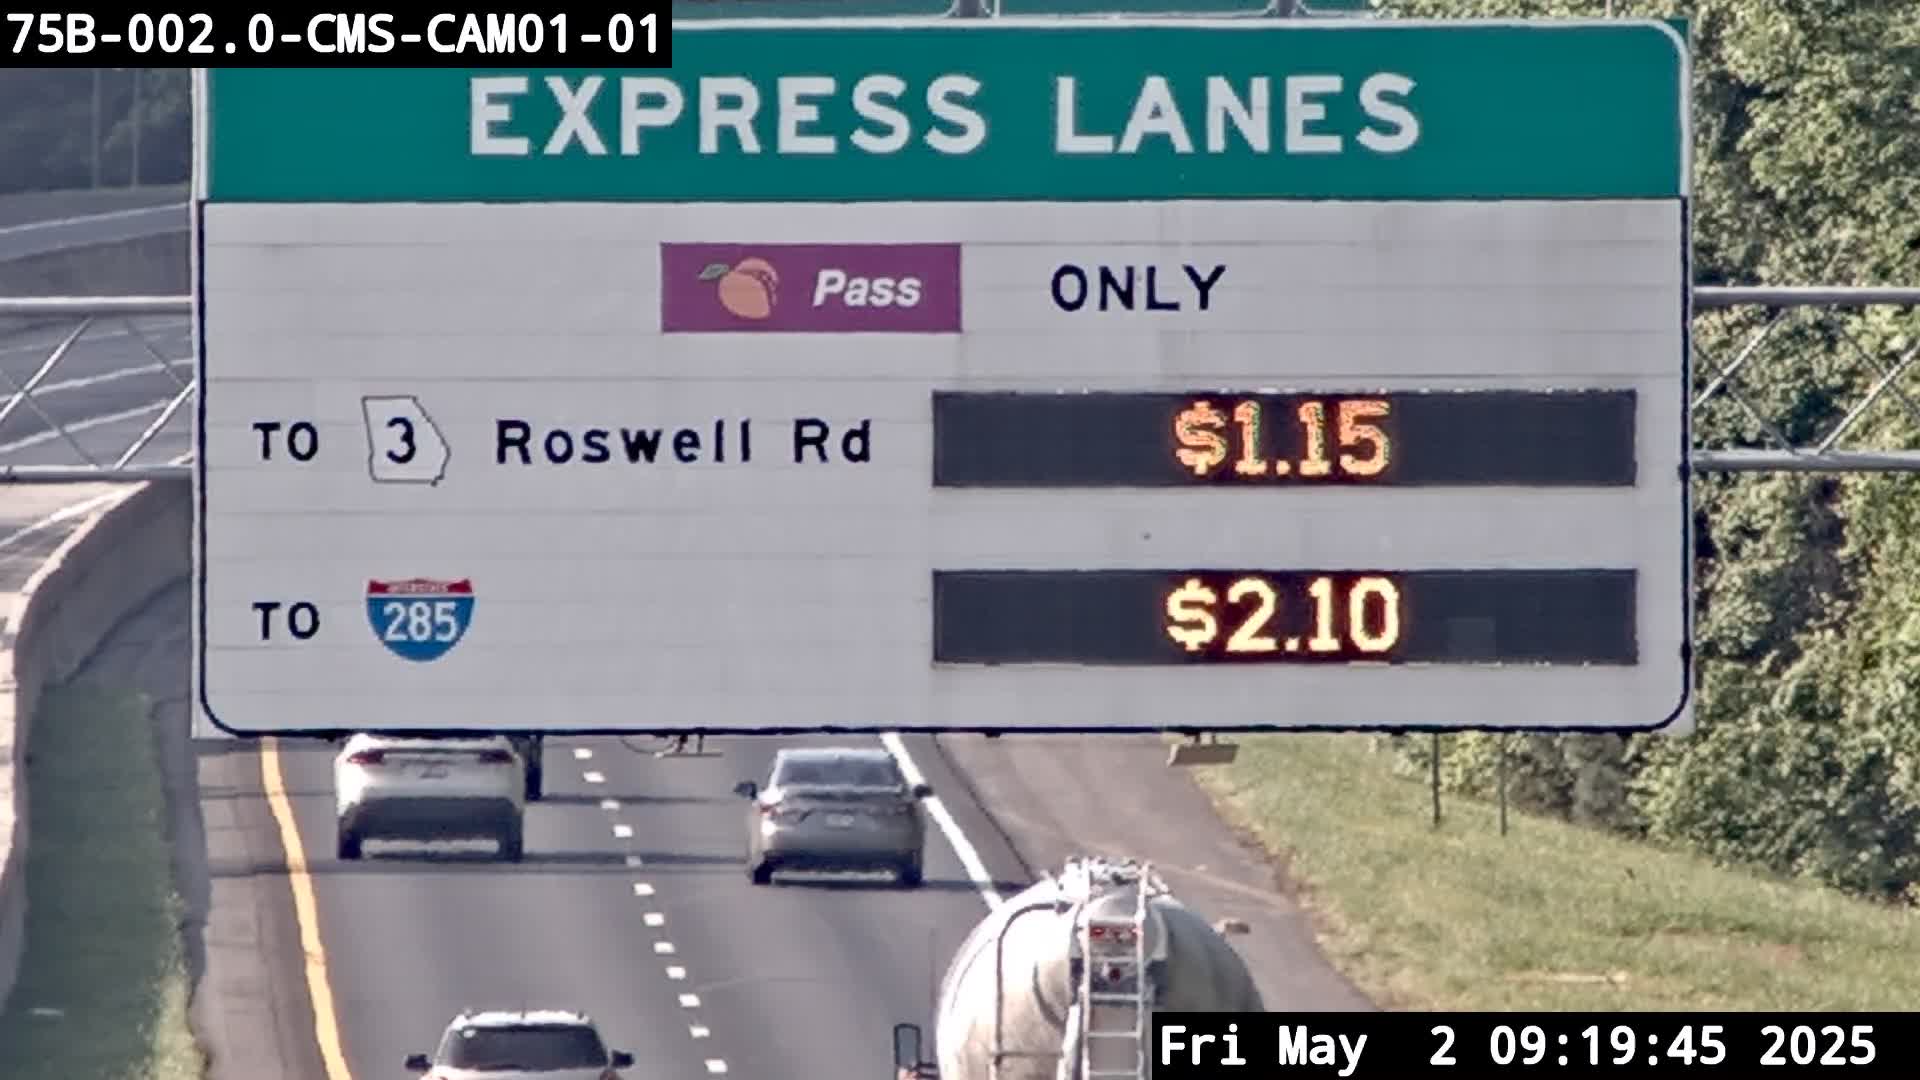 75B-002.0-CMS-CAM01-01
EXPRESS LANES
Pass ONLY
TO 3 Roswell Rd $1.15
INTERSTATE
TO 285 $2.10
Fri May 2 09:19:45 2025